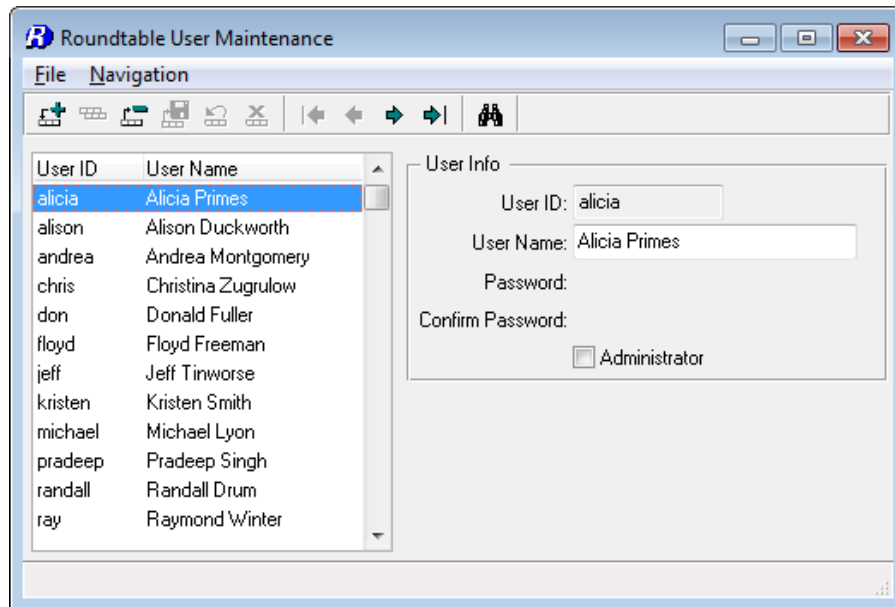 Roundtable User Maintenance
File Navigation
User ID User Name
alicia Alicia Primes
alison Alison Duckworth
andrea Andrea Montgomery
chris Christina Zugrulow
don Donald Fuller
floyd Floyd Freeman
jeff Jeff Tinworse
kristen Kristen Smith
michael Michael Lyon
pradeep Pradeep Singh
randall Randall Drum
ray Raymond Winter
User Info
User ID: alicia
User Name: Alicia Primes
Password:
Confirm Password:
Administrator